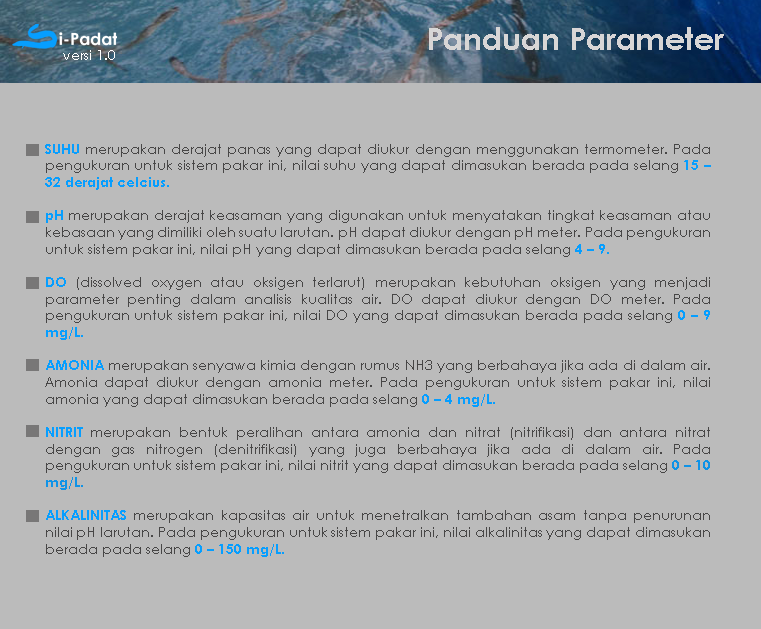 i-Padat
versi 1.0
Panduan Parameter
SUHU merupakan derajat panas yang dapat diukur dengan menggunakan termometer. Pada
pengukuran untuk sistem pakar ini, nilai suhu yang dapat dimasukan berada pada selang 15 –
32 derajat celcius.
pH merupakan derajat keasaman yang digunakan untuk menyatakan tingkat keasaman atau
kebasaan yang dimiliki oleh suatu larutan. pH dapat diukur dengan pH meter. Pada pengukuran
untuk sistem pakar ini, nilai pH yang dapat dimasukan berada pada selang 4 – 9.
DO (dissolved oxygen atau oksigen terlarut) merupakan kebutuhan oksigen yang menjadi
parameter penting dalam analisis kualitas air. DO dapat diukur dengan DO meter. Pada
pengukuran untuk sistem pakar ini, nilai DO yang dapat dimasukan berada pada selang 0 – 9
mg/L.
AMONIA merupakan senyawa kimia dengan rumus NH3 yang berbahaya jika ada di dalam air.
Amonia dapat diukur dengan amonia meter. Pada pengukuran untuk sistem pakar ini, nilai
amonia yang dapat dimasukan berada pada selang 0 – 4 mg/L.
NITRIT merupakan bentuk peralihan antara amonia dan nitrat (nitrifikasi) dan antara nitrat
dengan gas nitrogen (denitrifikasi) yang juga berbahaya jika ada di dalam air. Pada
pengukuran untuk sistem pakar ini, nilai nitrit yang dapat dimasukan berada pada selang 0 – 10
mg/L.
ALKALINITAS merupakan kapasitas air untuk menetralkan tambahan asam tanpa penurunan
nilai pH larutan. Pada pengukuran untuk sistem pakar ini, nilai alkalinitas yang dapat dimasukan
berada pada selang 0 – 150 mg/L.